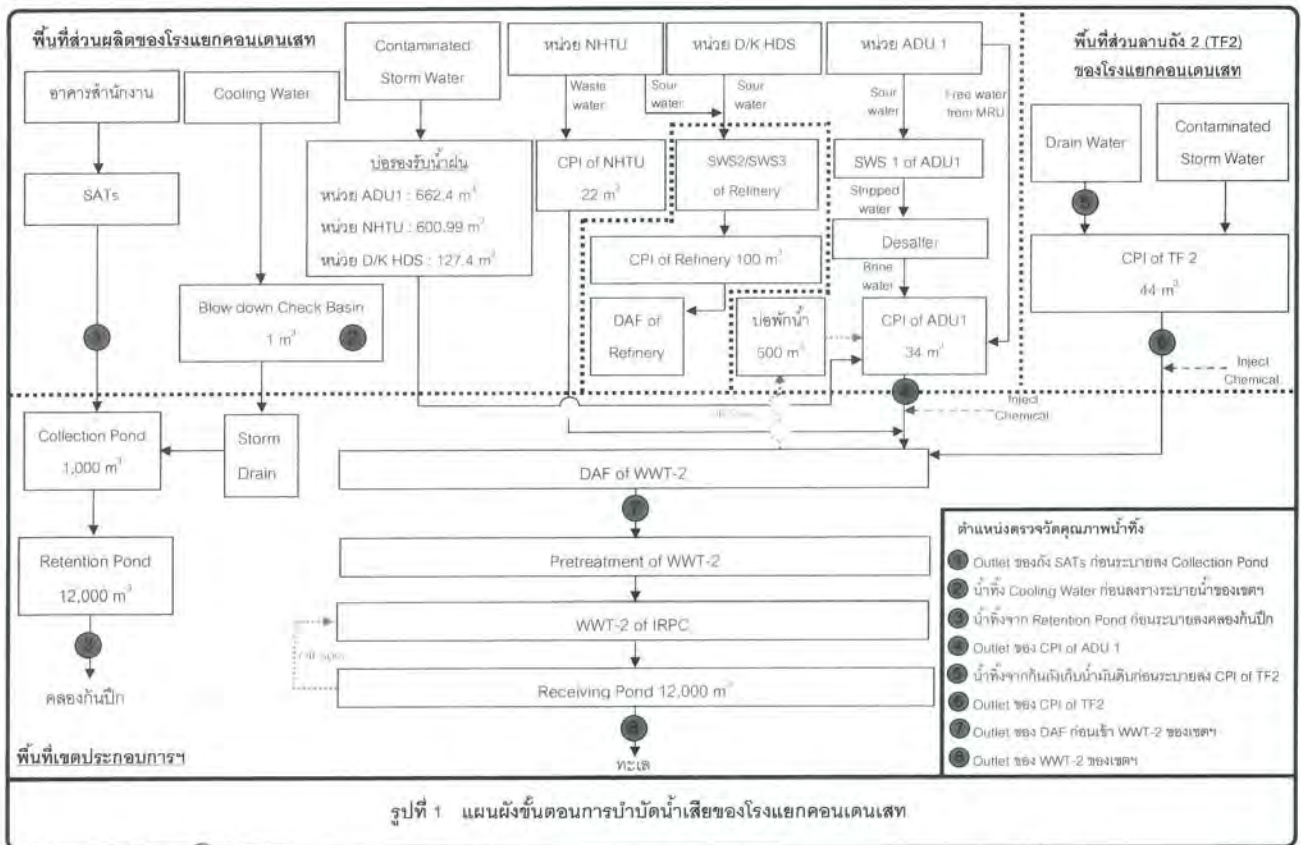 พื้นที่ส่วนผลิตของโรงแยกคอนเดนเสท
อาคารสำนักงาน
Cooling Water
Contaminated
Storm Water
หน่วย NHTU
หน่วย D/K HDS
หน่วย ADU 1
พื้นที่ส่วนลานถัง 2 (TF2)
ของโรงแยกคอนเดนเสท
Waste
water
Sour
water
Sour
water
Sour
water
Free water
from MRU
Drain Water
Contaminated
Storm Water
SATs
บ่อรองรับน้ำฝน
หน่วย ADU1 : 662.4 m³
หน่วย NHTU : 600.99 m³
หน่วย D/K HDS : 127.4 m³
CPI of NHTU
22 m³
SWS2/SWS3
of Refinery
SWS 1 of ADU1
Stripped
water
Desalter
Brine
water
CPI of Refinery 100 m³
DAF of
Refinery
บ่อพักน้ำ
500 m³
CPI of ADU1
34 m³
5
CPI of TF 2
44 m³
6
Inject
Chemical
1
Blow down Check Basin
1 m³
2
4
Inject
Chemical
Collection Pond
1,000 m³
Storm
Drain
DAF of WWT-2
7
Retention Pond
12,000 m³
Pretreatment of WWT-2
WWT-2 of IRPC
Off-spec
Receiving Pond 12,000 m³
คลองก้นปึก
8
ทะเล
พื้นที่เขตประกอบการฯ
ตำแหน่งตรวจวัดคุณภาพน้ำทิ้ง
1 Outlet ของถัง SATs ก่อนระบายลง Collection Pond
2 น้ำทิ้ง Cooling Water ก่อนลงรางระบายน้ำของเขตฯ
3 น้ำทิ้งจาก Retention Pond ก่อนระบายลงคลองก้นปึก
4 Outlet ของ CPI of ADU 1
5 น้ำทิ้งจากก้นถังเก็บน้ำมันดิบก่อนระบายลง CPI of TF2
6 Outlet ของ CPI of TF2
7 Outlet ของ DAF ก่อนเข้า WWT-2 ของเขตฯ
8 Outlet ของ WWT-2 ของเขตฯ
รูปที่ 1 แผนผังขั้นตอนการบำบัดน้ำเสียของโรงแยกคอนเดนเสท